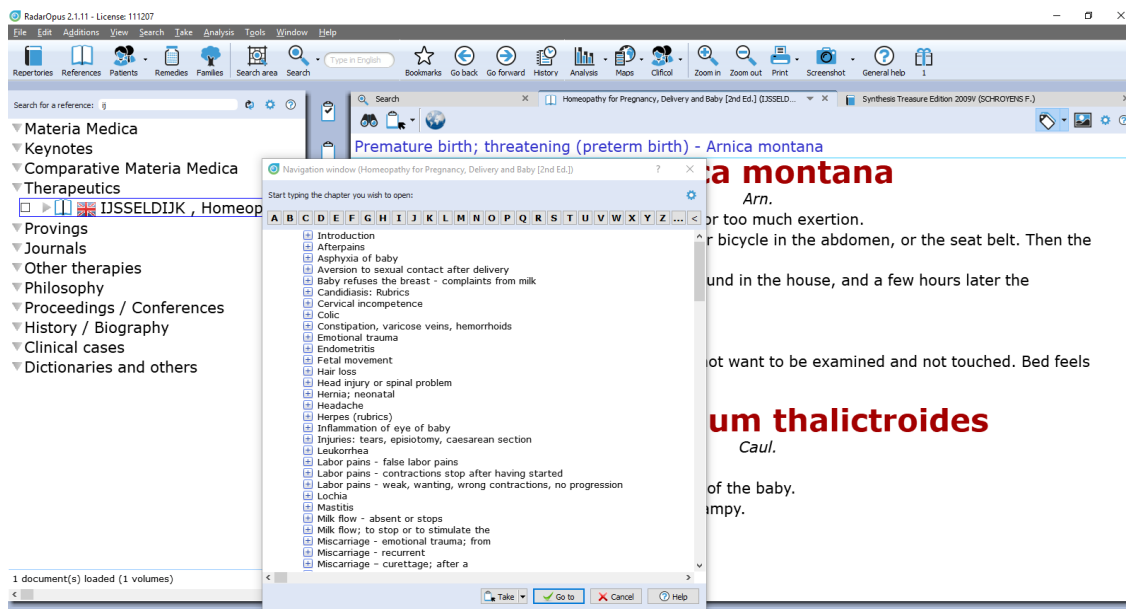 RadarOpus 2.1.11 - License: 111207
File Edit Additions View Search Take Analysis Tools Window Help
Repertories References Patients Remedies Families Search area Search (Type in English) Bookmarks Go back Go forward History Analysis Maps Clificol Zoom in Zoom out Print Screenshot General help 1
Search for a reference: ij
Search
Homeopathy for Pregnancy, Delivery and Baby [2nd Ed.] (IJSSELD...
Synthesis Treasure Edition 2009V (SCHROYENS F.)
Materia Medica
Keynotes
Comparative Materia Medica
Therapeutics
IJSSELDIJK , Homeop
Provings
Journals
Other therapies
Philosophy
Proceedings / Conferences
History / Biography
Clinical cases
Dictionaries and others
1 document(s) loaded (1 volumes)
Premature birth; threatening (preterm birth) - Arnica montana
Navigation window (Homeopathy for Pregnancy, Delivery and Baby [2nd Ed.])
Start typing the chapter you wish to open:
A B C D E F G H I J K L M N O P Q R S T U V W X Y Z ... <
Introduction
Afterpains
Asphyxia of baby
Aversion to sexual contact after delivery
Baby refuses the breast - complaints from milk
Candidiasis: Rubrics
Cervical incompetence
Colic
Constipation, varicose veins, hemorrhoids
Emotional trauma
Endometritis
Fetal movement
Hair loss
Head injury or spinal problem
Hernia; neonatal
Headache
Herpes (rubrics)
Inflammation of eye of baby
Injuries: tears, episiotomy, caesarean section
Leukorrhea
Labor pains - false labor pains
Labor pains - contractions stop after having started
Labor pains - weak, wanting, wrong contractions, no progression
Lochia
Mastitis
Milk flow - absent or stops
Milk flow; to stop or to stimulate the
Miscarriage - emotional trauma; from
Miscarriage - recurrent
Miscarriage - curettage; after a
Take Go to Cancel Help
ca montana
Arn.
or too much exertion.
r bicycle in the abdomen, or the seat belt. Then the
und in the house, and a few hours later the
not want to be examined and not touched. Bed feels
um thalictroides
Caul.
of the baby.
ampy.